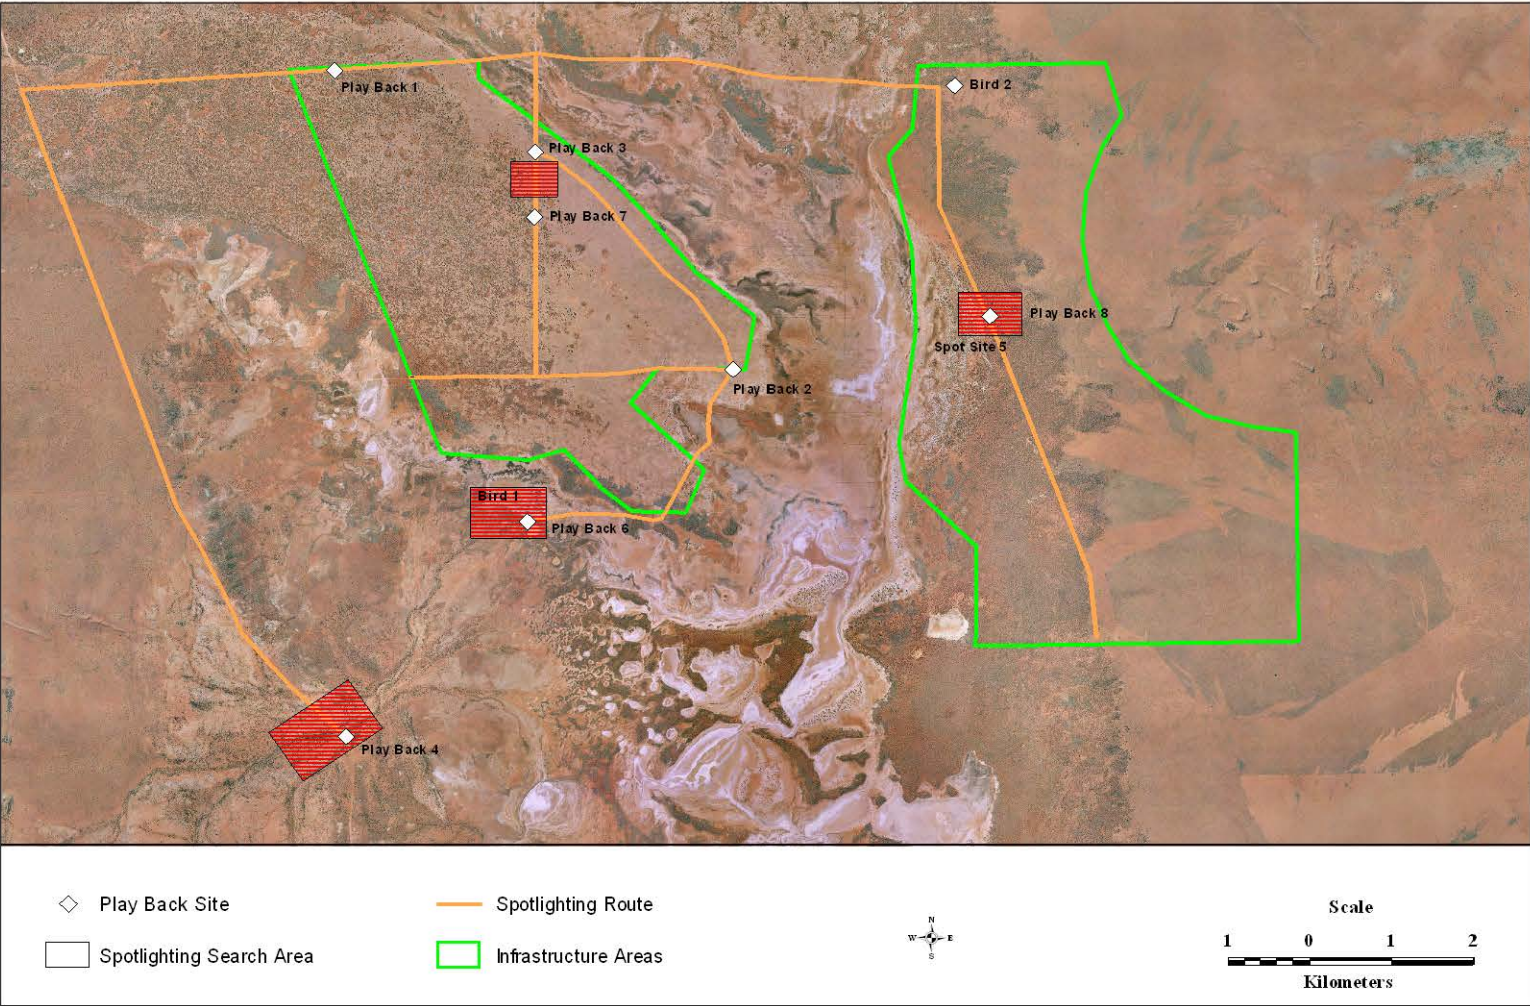 Play Back 1
Bird 2
Play Back 3
Play Back 7
Play Back 8
Spot Site 5
Play Back 2
Bird 1
Play Back 6
Play Back 4
Play Back Site
Spotlighting Route
Spotlighting Search Area
Infrastructure Areas
N
W E
S
Scale
1 0 1 2
Kilometers